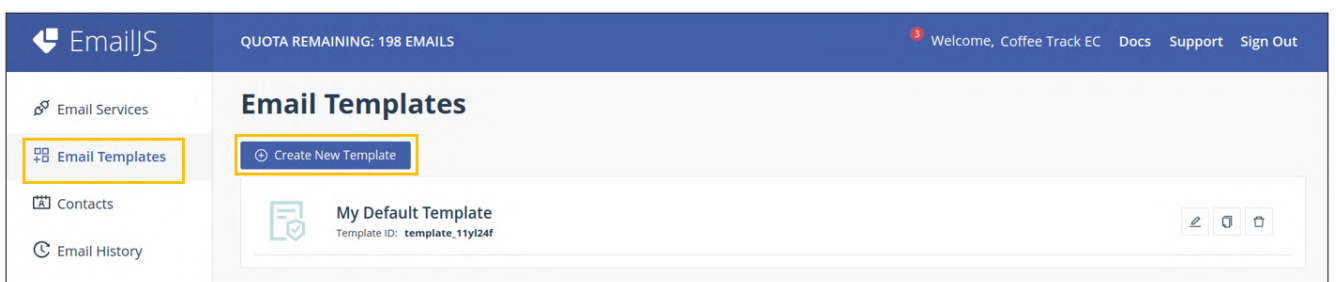 EmailJS
QUOTA REMAINING: 198 EMAILS
3 Welcome, Coffee Track EC Docs Support Sign Out
Email Services
Email Templates
Contacts
Email History
Email Templates
Create New Template
My Default Template
Template ID: template_11yl24f